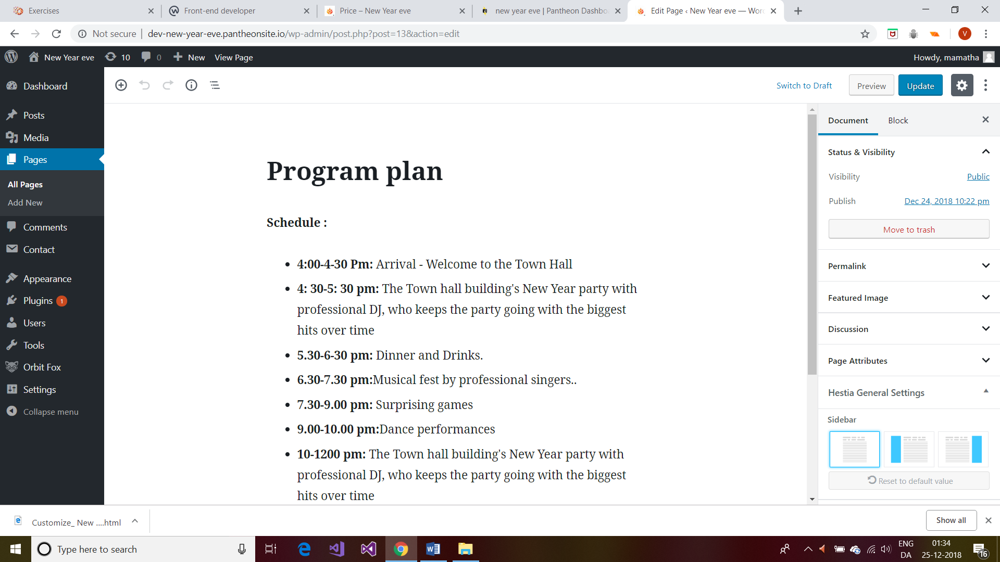 Exercises
Front-end developer
Price – New Year eve
new year eve | Pantheon Dashbo
Edit Page ‹ New Year eve — Word
Not secure | dev-new-year-eve.pantheonsite.io/wp-admin/post.php?post=13&action=edit
V
New Year eve 10 0 New View Page
Howdy, mamatha
Dashboard
Posts
Media
Pages
All Pages
Add New
Comments
Contact
Appearance
Plugins 1
Users
Tools
Orbit Fox
Settings
Collapse menu
Switch to Draft
Preview
Update
Program plan
Schedule :
4:00-4-30 Pm: Arrival - Welcome to the Town Hall
4: 30-5: 30 pm: The Town hall building's New Year party with
professional DJ, who keeps the party going with the biggest
hits over time
5.30-6-30 pm: Dinner and Drinks.
6.30-7.30 pm:Musical fest by professional singers..
7.30-9.00 pm: Surprising games
9.00-10.00 pm:Dance performances
10-1200 pm: The Town hall building's New Year party with
professional DJ, who keeps the party going with the biggest
hits over time
Document
Block
Status & Visibility
Visibility Public
Publish Dec 24, 2018 10:22 pm
Move to trash
Permalink
Featured Image
Discussion
Page Attributes
Hestia General Settings
Sidebar
Reset to default value
Customize_ New ....html
Show all
Type here to search
ENG
DA
01:34
25-12-2018
16